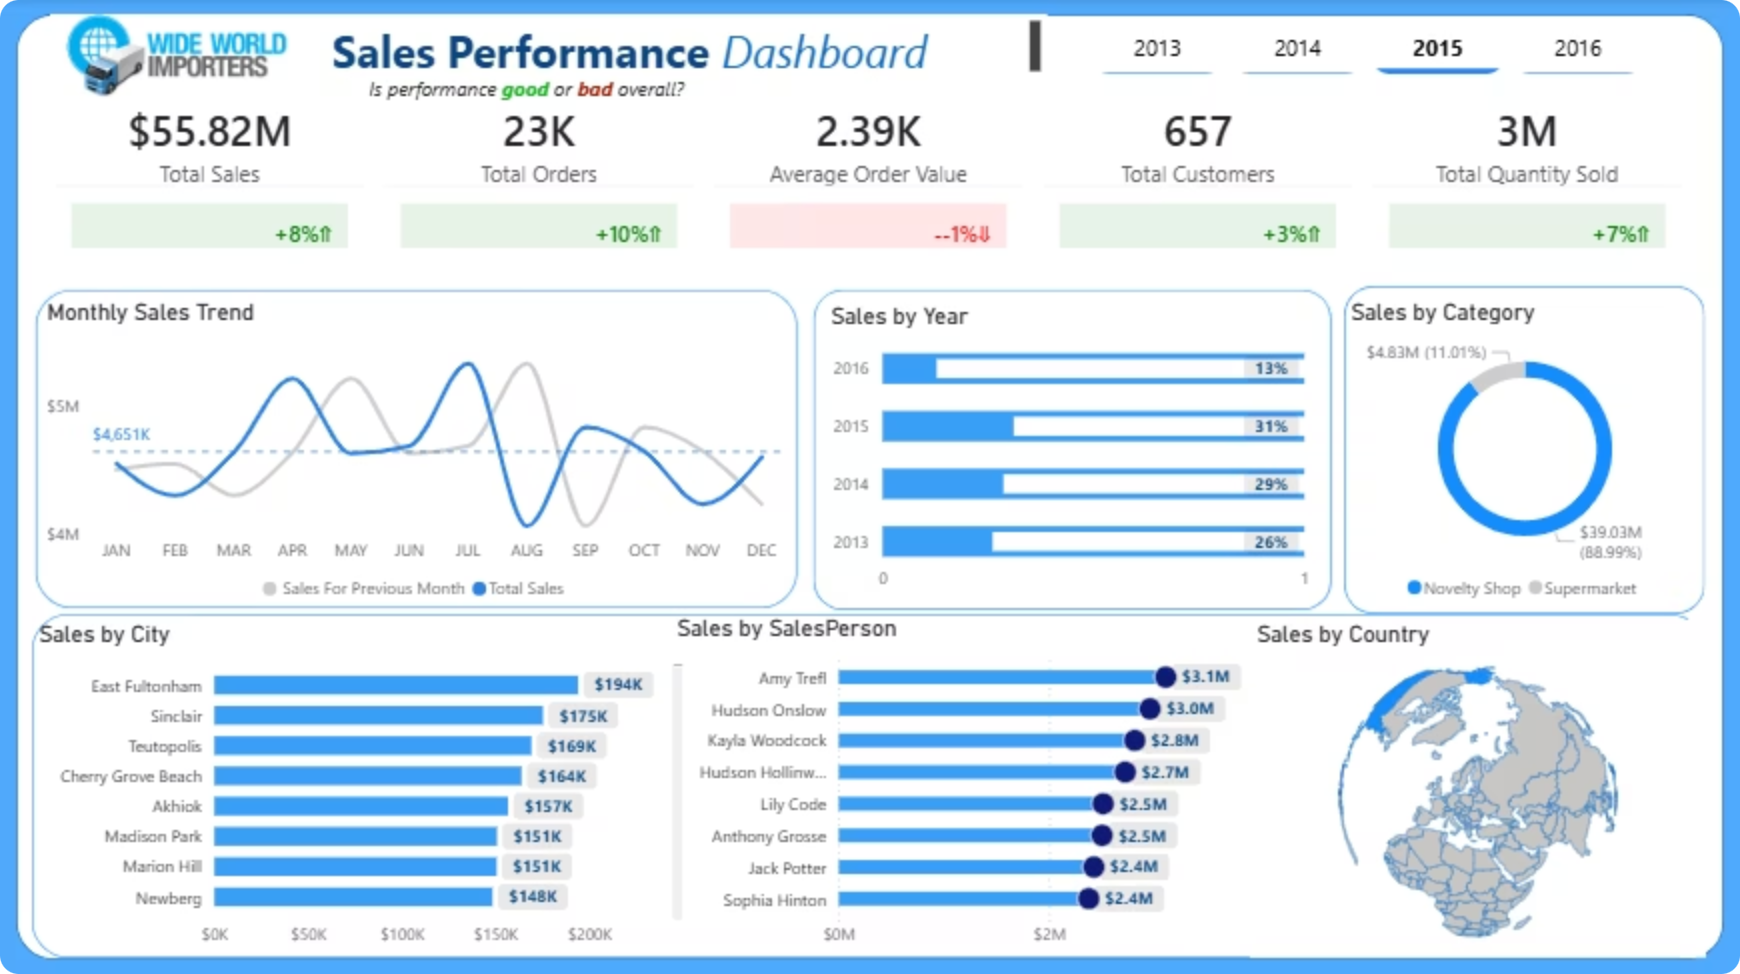 WIDE WORLD
IMPORTERS
Sales Performance Dashboard
Is performance good or bad overall?
2013
2014
2015
2016
$55.82M
Total Sales
+8%⇑
23K
Total Orders
+10%⇑
2.39K
Average Order Value
--1%⇓
657
Total Customers
+3%⇑
3M
Total Quantity Sold
+7%⇑
Monthly Sales Trend
$5M
$4,651K
$4M
JAN FEB MAR APR MAY JUN JUL AUG SEP OCT NOV DEC
Sales For Previous Month Total Sales
Sales by Year
2016 13%
2015 31%
2014 29%
2013 26%
0 1
Sales by Category
$4.83M (11.01%)
$39.03M
(88.99%)
Novelty Shop Supermarket
Sales by City
East Fultonham $194K
Sinclair $175K
Teutopolis $169K
Cherry Grove Beach $164K
Akhiok $157K
Madison Park $151K
Marion Hill $151K
Newberg $148K
$0K $50K $100K $150K $200K
Sales by SalesPerson
Amy Trefl $3.1M
Hudson Onslow $3.0M
Kayla Woodcock $2.8M
Hudson Hollinw... $2.7M
Lily Code $2.5M
Anthony Grosse $2.5M
Jack Potter $2.4M
Sophia Hinton $2.4M
$0M $2M
Sales by Country